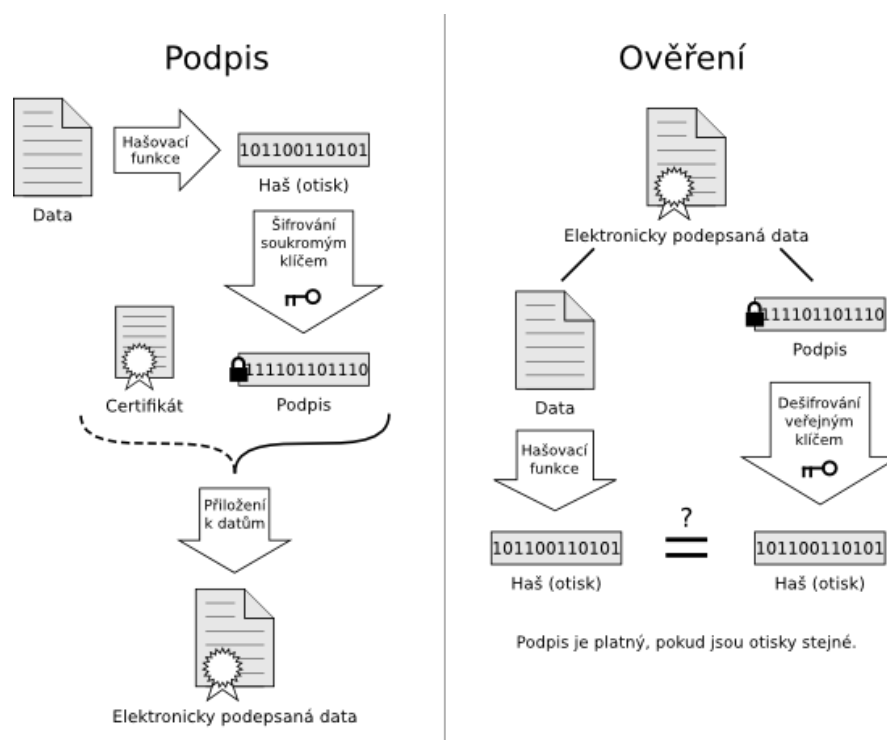 Podpis
Data
Hašovací
funkce
101100110101
Haš (otisk)
Šifrování
soukromým
klíčem
Certifikát
111101101110
Podpis
Přiložení
k datům
Elektronicky podepsaná data
Ověření
Elektronicky podepsaná data
Data
111101101110
Podpis
Hašovací
funkce
Dešifrování
veřejným
klíčem
101100110101
Haš (otisk)
?
101100110101
Haš (otisk)
Podpis je platný, pokud jsou otisky stejné.